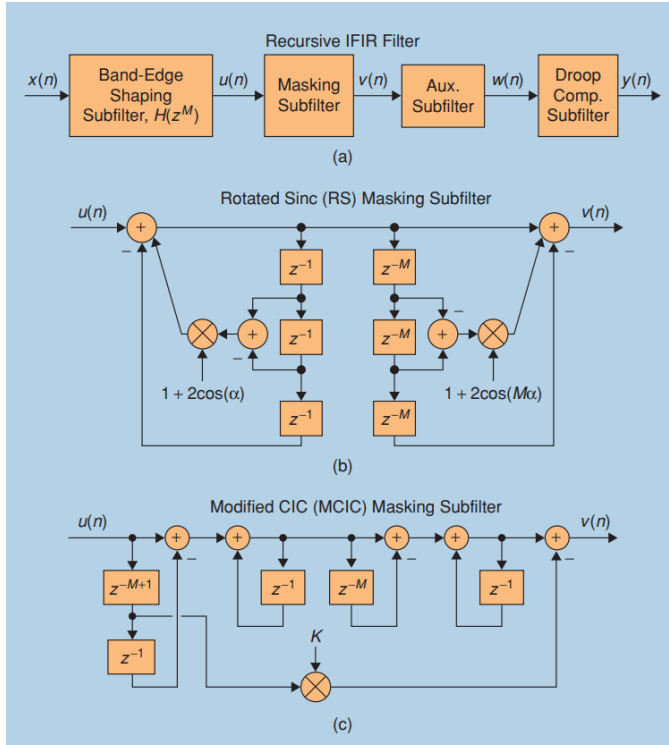 Recursive IFIR Filter
x(n)
Band-Edge
Shaping
Subfilter, H(z^M)
u(n)
Masking
Subfilter
v(n)
Aux.
Subfilter
w(n)
Droop
Comp.
Subfilter
y(n)
(a)
Rotated Sinc (RS) Masking Subfilter
u(n)
+
+
v(n)
−
−
z^−1
z^−M
−
+
z^−1
z^−M
+
−
1 + 2cos(α)
1 + 2cos(Mα)
z^−1
z^−M
(b)
Modified CIC (MCIC) Masking Subfilter
u(n)
+
+
+
+
+
v(n)
−
−
−
z^−M+1
z^−1
z^−M
z^−1
z^−1
K
(c)